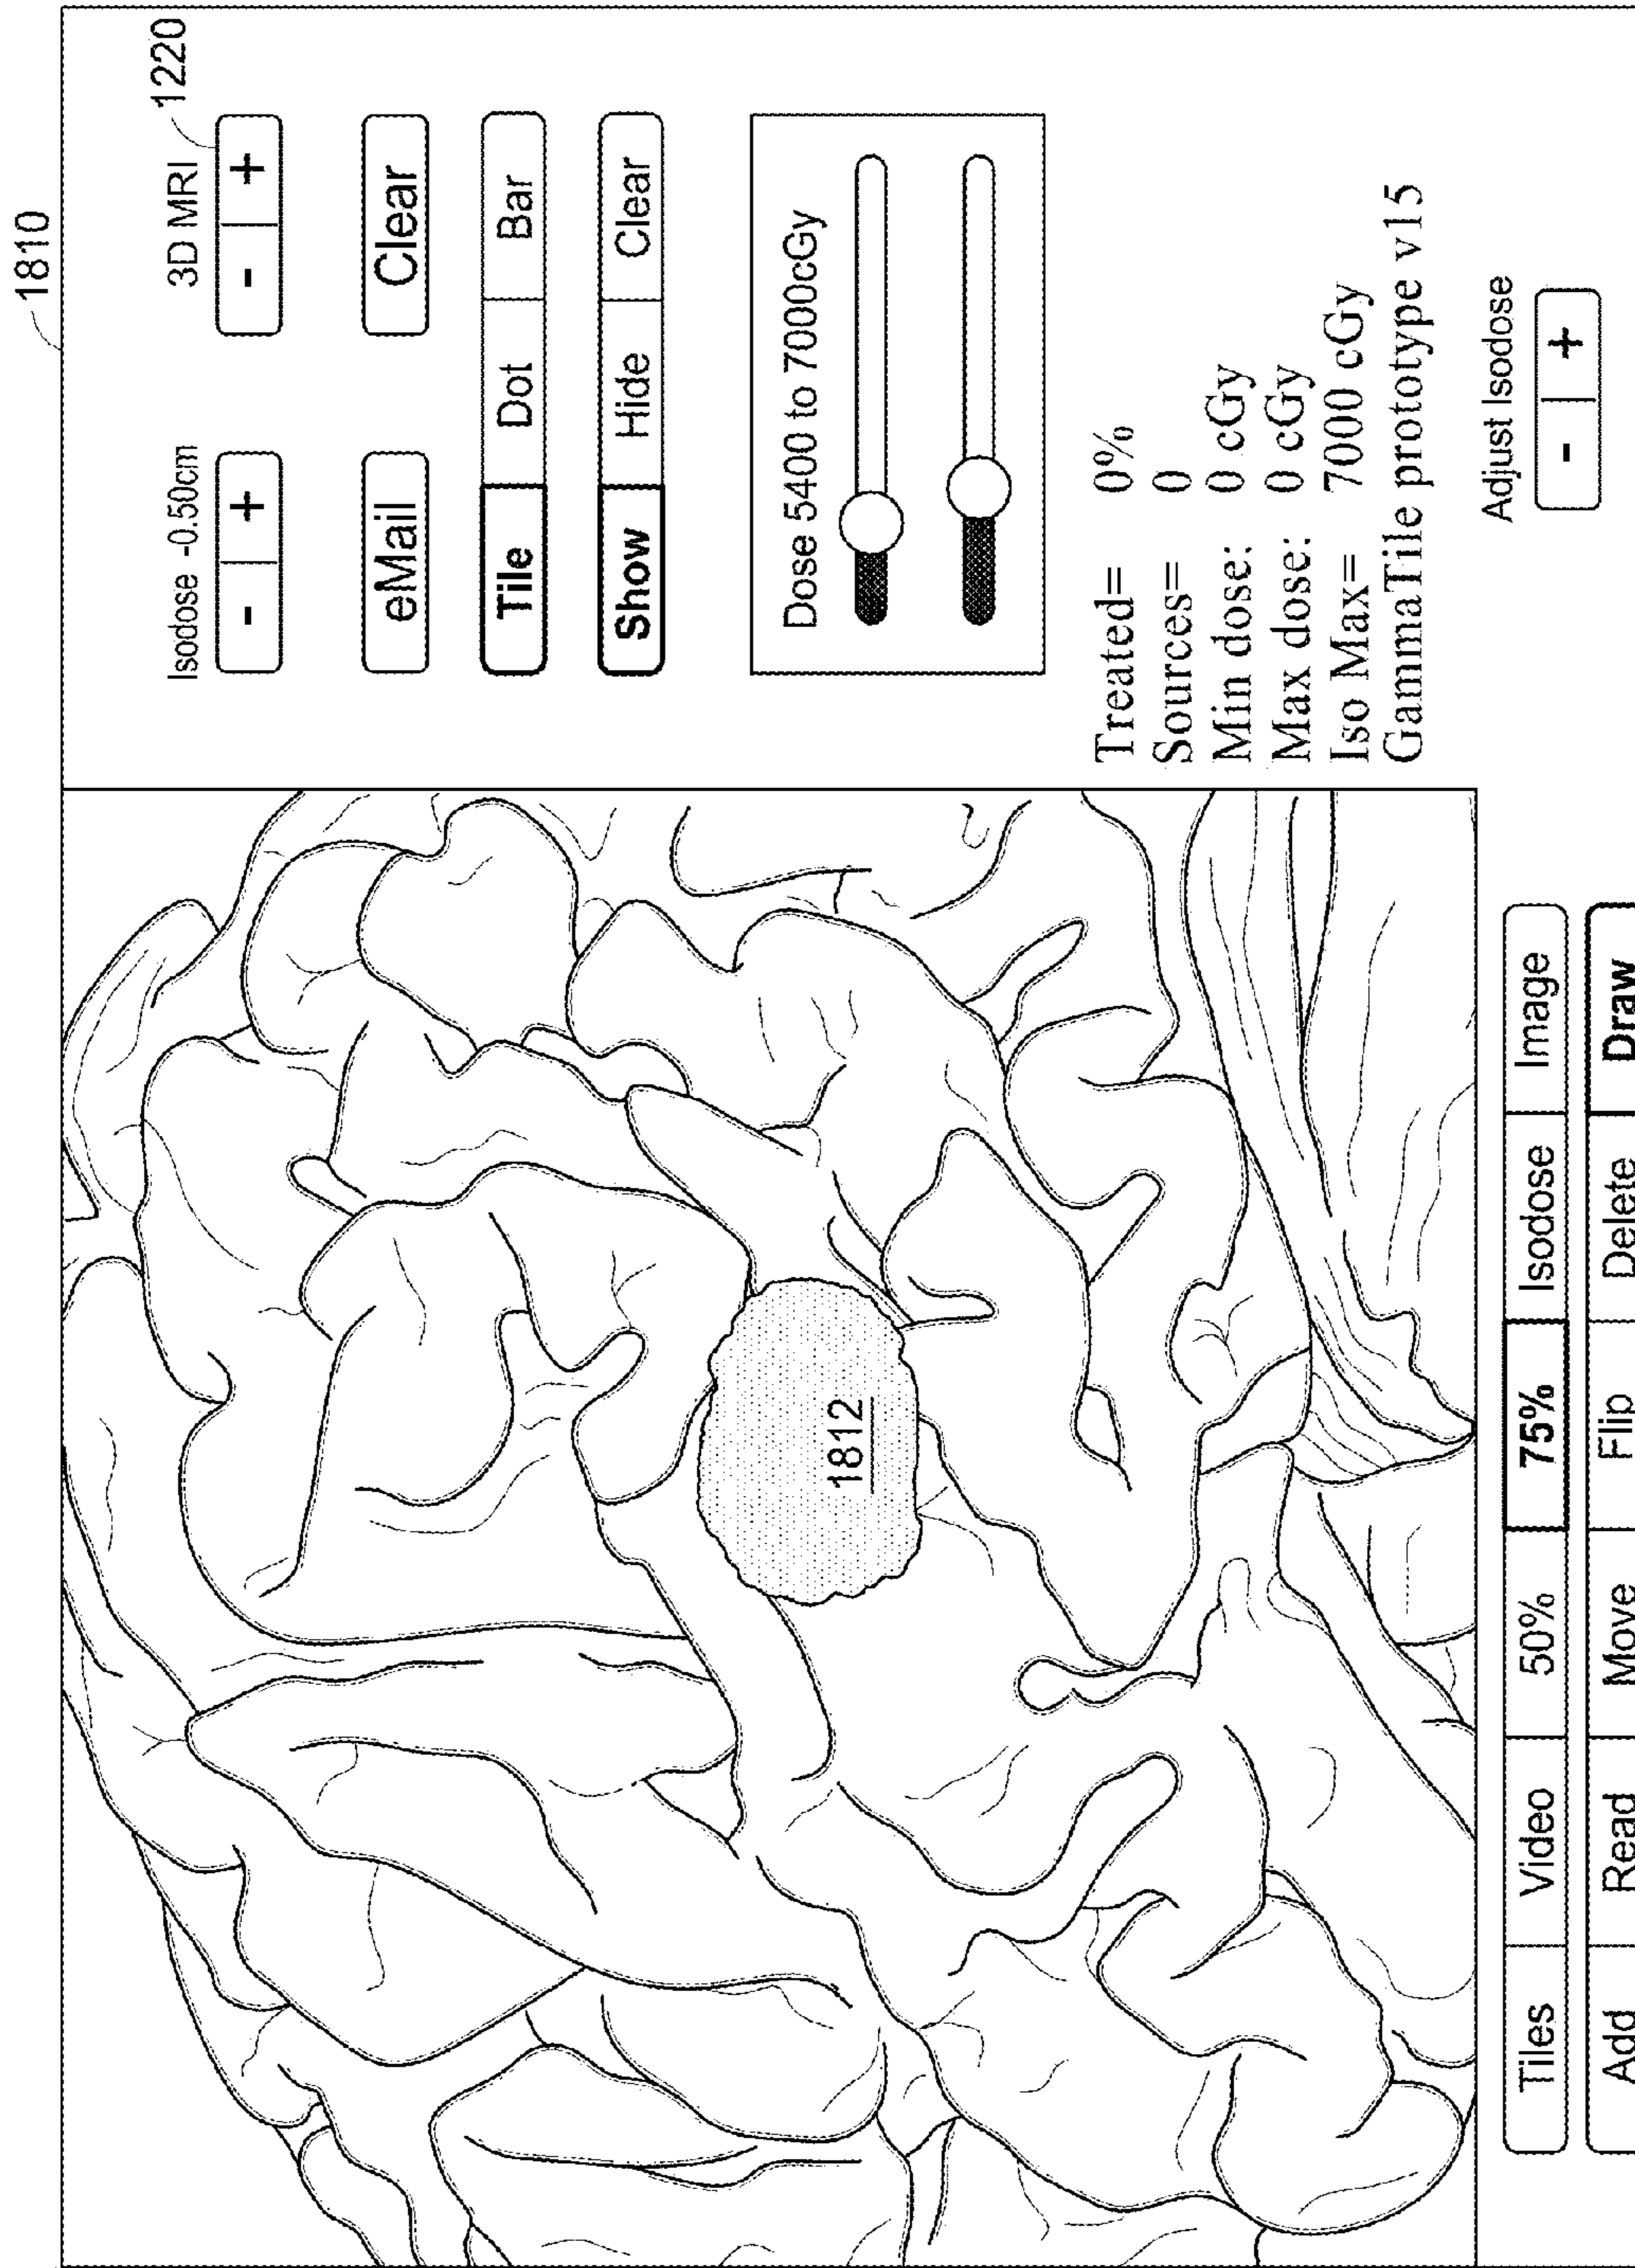 1810
Isodose -0.50cm 3D MRI 1220
- + - +
eMail Clear
Tile Dot Bar
Show Hide Clear
Dose 5400 to 7000cGy
Treated= 0%
Sources= 0
Min dose: 0 cGy
Max dose: 0 cGy
Iso Max= 7000 cGy
GammaTile prototype v15
Adjust Isodose
- +
1812
Tiles Video 50% 75% Isodose Image
Add Read Move Flip Delete Draw